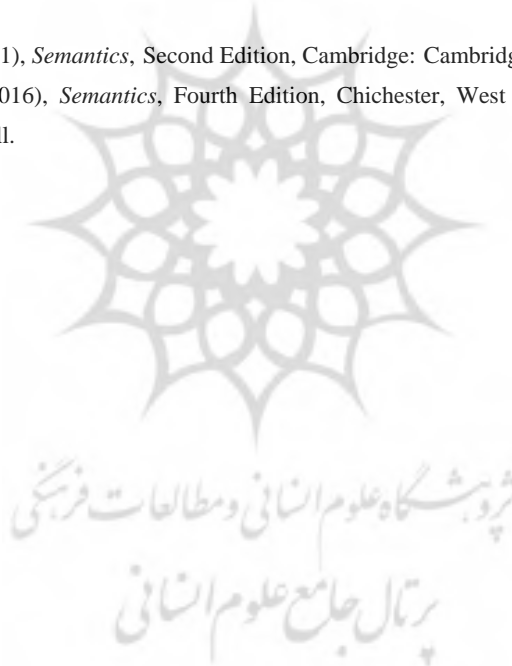 1), Semantics, Second Edition, Cambridge: Cambridg
016), Semantics, Fourth Edition, Chichester, West
ll.
پژوهشگاه علوم انسانی و مطالعات فرهنگی
پرتال جامع علوم انسانی